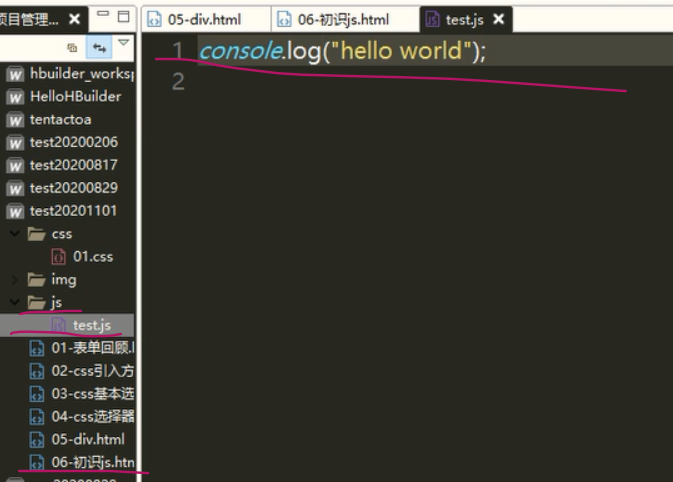 项目管理...
05-div.html
06-初识js.html
test.js
1 console.log("hello world");
2
hbuilder_works
HelloHBuilder
tentactoa
test20200206
test20200817
test20200829
test20201101
css
01.css
img
js
test.js
01-表单回顾.
02-css引入方
03-css基本选
04-css选择器
05-div.html
06-初识js.htm